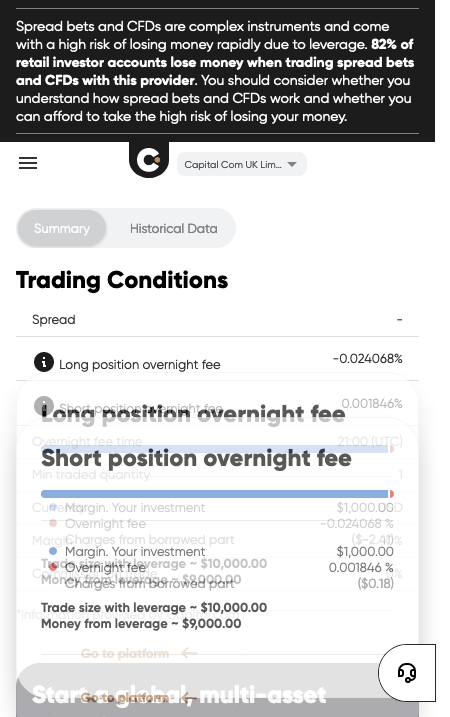 Spread bets and CFDs are complex instruments and come
with a high risk of losing money rapidly due to leverage. 82% of
retail investor accounts lose money when trading spread bets
and CFDs with this provider. You should consider whether you
understand how spread bets and CFDs work and whether you
can afford to take the high risk of losing your money.
Capital Com UK Lim...
Summary Historical Data
Trading Conditions
Spread -
Long position overnight fee -0.024068%
Short position overnight fee 0.001846%
Long position overnight fee
Overnight fee time 21:00 (UTC)
Short position overnight fee
Min traded quantity 1
Margin. Your investment $1,000.00
Overnight fee -0.024068 %
Charges from borrowed part
Margin. Your investment $1,000.00
Overnight fee 0.001846 %
Charges from borrowed part ($0.18)
Trade size with leverage ~ $10,000.00
Money from leverage ~ $9,000.00
Trade size with leverage ~ $10,000.00
Money from leverage ~ $9,000.00
Go to platform
Start a global, multi-asset
Go to platform